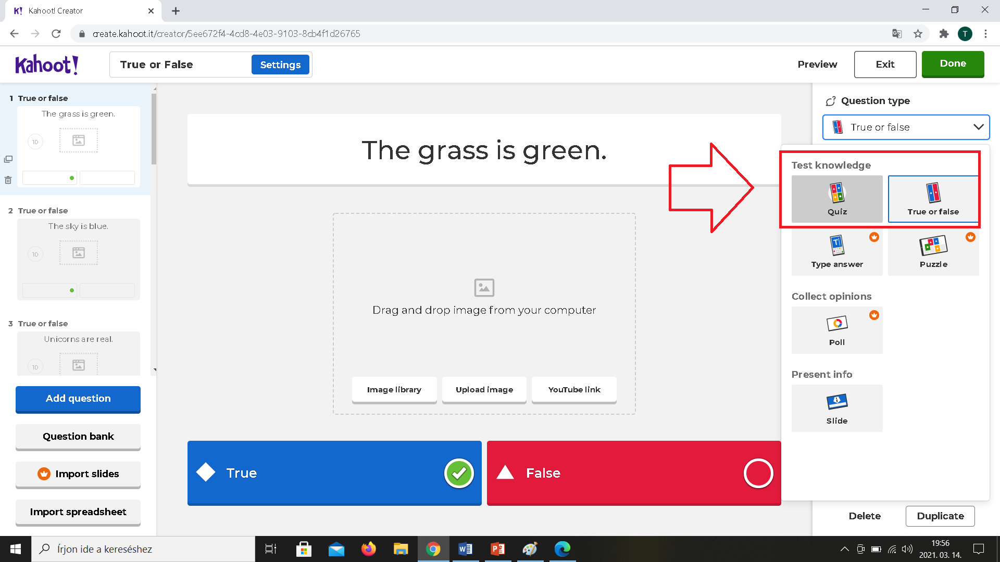 Kahoot! Creator
create.kahoot.it/creator/5ee672f4-4cd8-4e03-9103-8cb4f1d26765
T
Kahoot!
True or False
Settings
Preview
Exit
Done
1 True or false
The grass is green.
10
2 True or false
The sky is blue.
10
3 True or false
Unicorns are real.
10
Add question
Question bank
Import slides
Import spreadsheet
The grass is green.
Drag and drop image from your computer
Image library
Upload image
YouTube link
True
False
Question type
True or false
Test knowledge
Quiz
True or false
Type answer
Puzzle
Collect opinions
Poll
Present info
Slide
Delete
Duplicate
Írjon ide a kereséshez
19:56
2021. 03. 14.